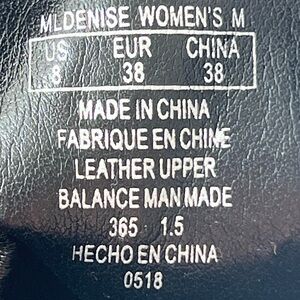 MLDENISE WOMEN'S M
US EUR CHINA
8 38 38
MADE IN CHINA
FABRIQUE EN CHINE
LEATHER UPPER
BALANCE MAN MADE
365 1.5
HECHO EN CHINA
0518